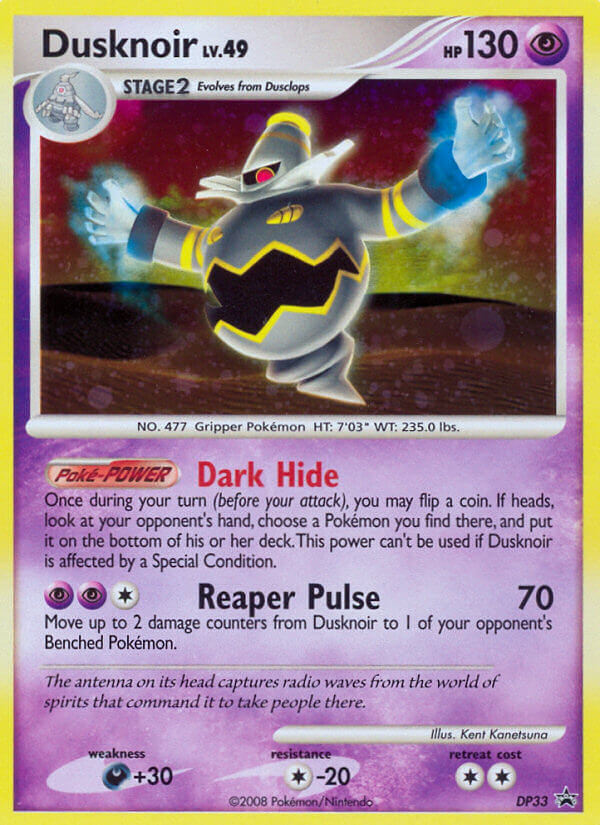 Dusknoir LV.49
HP 130
STAGE2 Evolves from Dusclops
NO. 477 Gripper Pokémon HT: 7'03" WT: 235.0 lbs.
Poké-POWER Dark Hide
Once during your turn (before your attack), you may flip a coin. If heads,
look at your opponent's hand, choose a Pokémon you find there, and put
it on the bottom of his or her deck. This power can't be used if Dusknoir
is affected by a Special Condition.
Reaper Pulse 70
Move up to 2 damage counters from Dusknoir to 1 of your opponent's
Benched Pokémon.
The antenna on its head captures radio waves from the world of
spirits that command it to take people there.
Illus. Kent Kanetsuna
weakness resistance retreat cost
+30 -20
©2008 Pokémon/Nintendo DP33